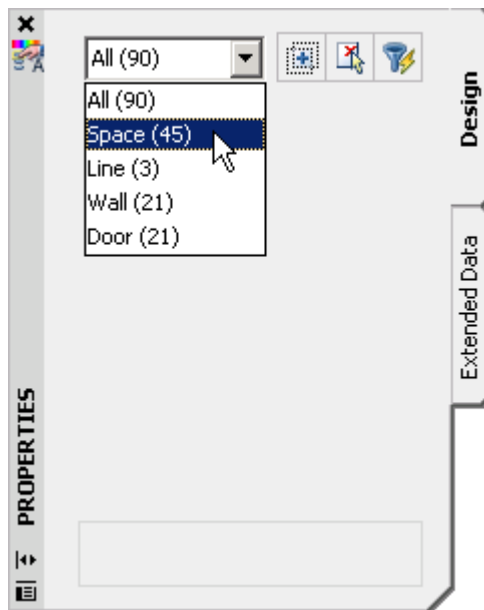 All (90)
All (90)
Space (45)
Line (3)
Wall (21)
Door (21)
Design
Extended Data
PROPERTIES